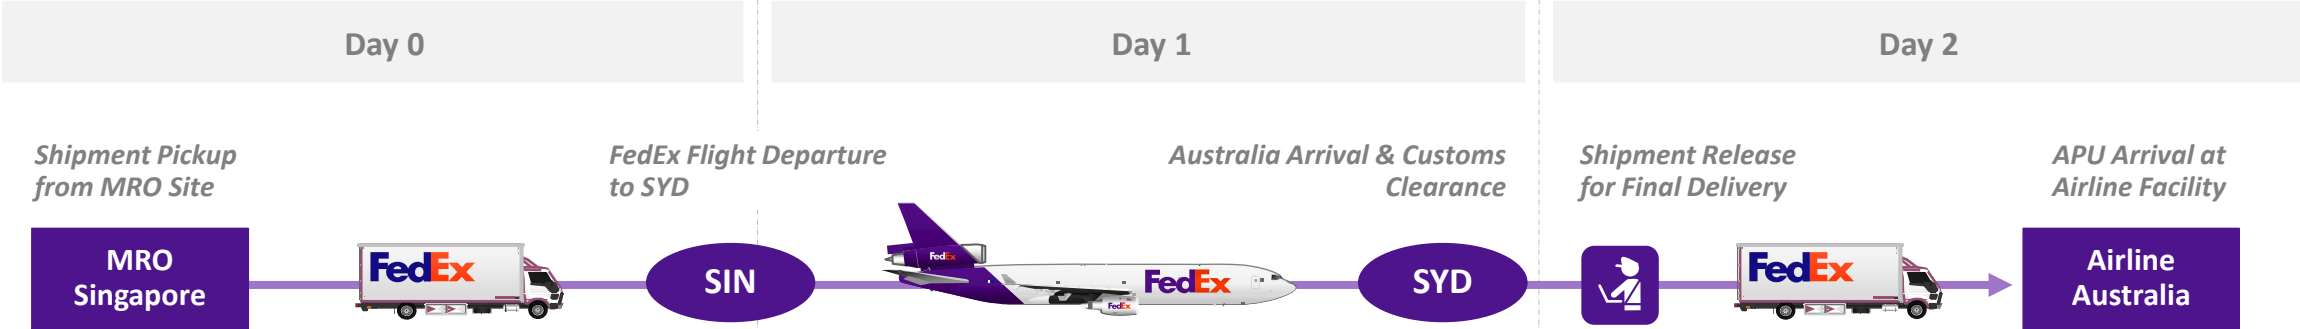 Day 0
Day 1
Day 2
Shipment Pickup
from MRO Site
FedEx Flight Departure
to SYD
Australia Arrival & Customs
Clearance
Shipment Release
for Final Delivery
APU Arrival at
Airline Facility
MRO
Singapore
FedEx
SIN
FedEx
FedEx
FedEx
SYD
FedEx
Airline
Australia